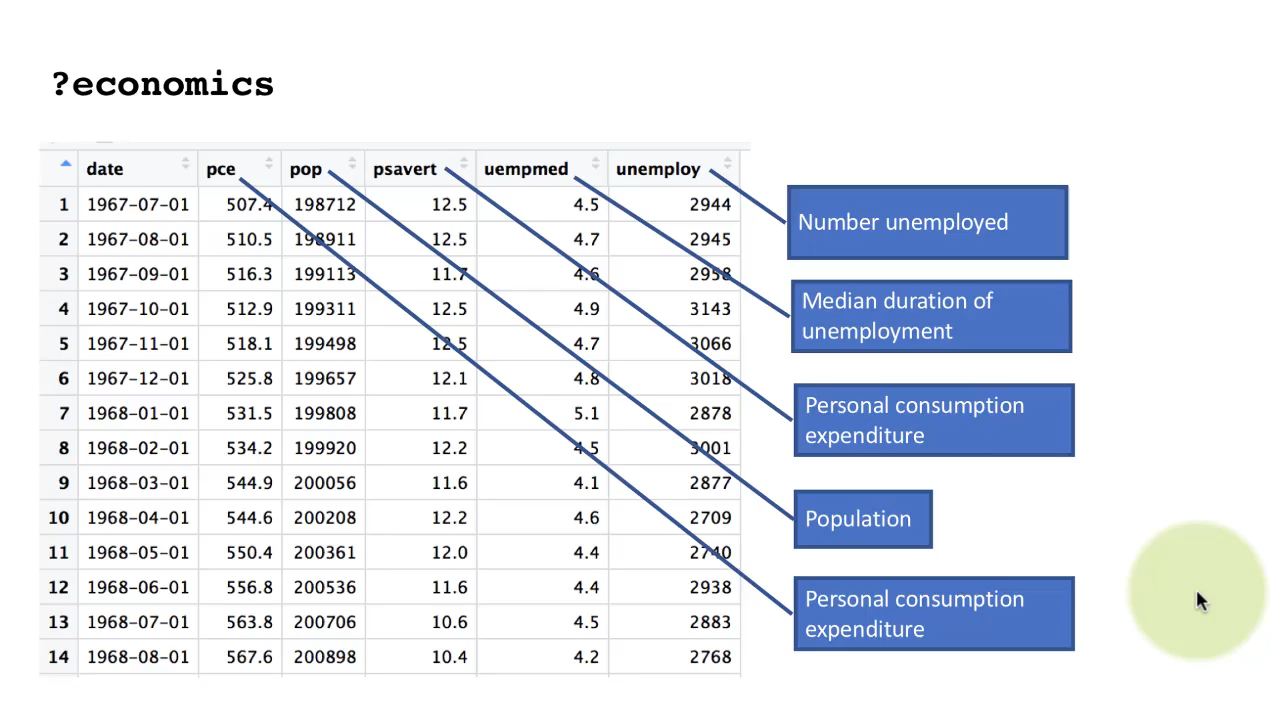 ?economics
date pce pop psavert uempmed unemploy
1 1967-07-01 507.4 198712 12.5 4.5 2944
2 1967-08-01 510.5 198911 12.5 4.7 2945
3 1967-09-01 516.3 199113 11.7 4.6 2958
4 1967-10-01 512.9 199311 12.5 4.9 3143
5 1967-11-01 518.1 199498 12.5 4.7 3066
6 1967-12-01 525.8 199657 12.1 4.8 3018
7 1968-01-01 531.5 199808 11.7 5.1 2878
8 1968-02-01 534.2 199920 12.2 4.5 3001
9 1968-03-01 544.9 200056 11.6 4.1 2877
10 1968-04-01 544.6 200208 12.2 4.6 2709
11 1968-05-01 550.4 200361 12.0 4.4 2740
12 1968-06-01 556.8 200536 11.6 4.4 2938
13 1968-07-01 563.8 200706 10.6 4.5 2883
14 1968-08-01 567.6 200898 10.4 4.2 2768
Number unemployed
Median duration of
unemployment
Personal consumption
expenditure
Population
Personal consumption
expenditure